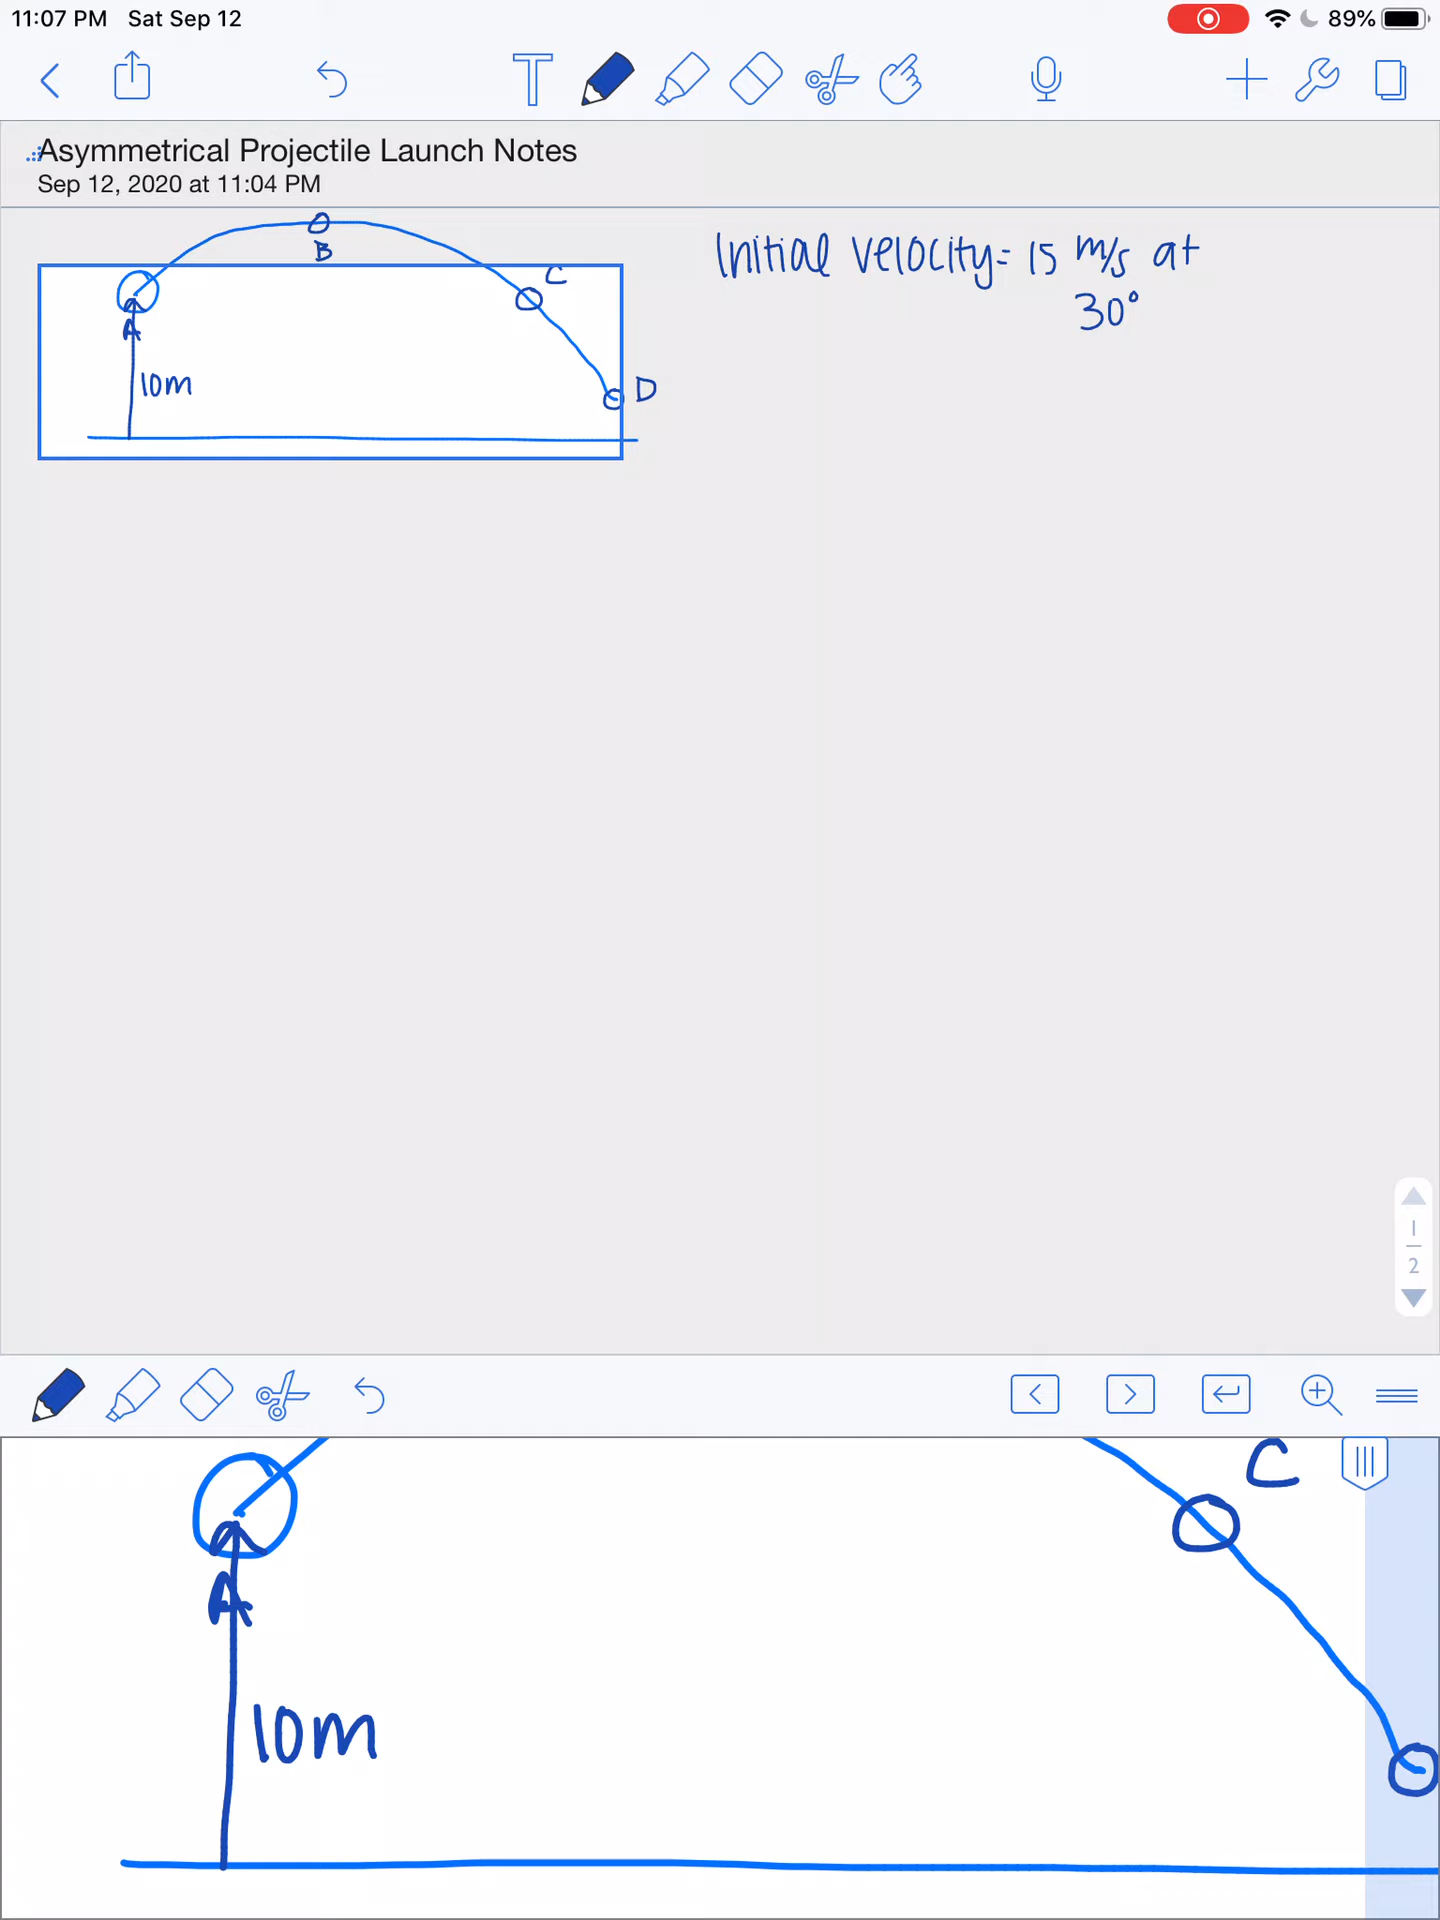 11:07 PM Sat Sep 12
89%
T
Asymmetrical Projectile Launch Notes
Sep 12, 2020 at 11:04 PM
B
C
A
10m
D
Initial velocity = 15 m/s at
30°
1
2
C
A
10m